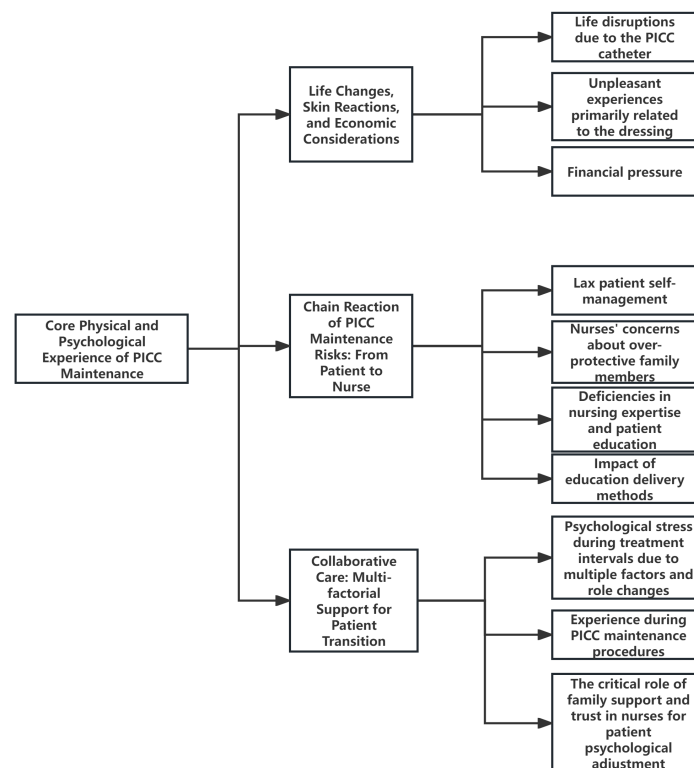 Core Physical and
Psychological
Experience of PICC
Maintenance
Life Changes,
Skin Reactions,
and Economic
Considerations
Life disruptions
due to the PICC
catheter
Unpleasant
experiences
primarily related
to the dressing
Financial pressure
Chain Reaction
of PICC
Maintenance
Risks: From
Patient to
Nurse
Lax patient self-
management
Nurses' concerns
about over-
protective family
members
Deficiencies in
nursing expertise
and patient
education
Impact of
education delivery
methods
Collaborative
Care: Multi-
factorial
Support for
Patient
Transition
Psychological stress
during treatment
intervals due to
multiple factors and
role changes
Experience during
PICC maintenance
procedures
The critical role of
family support and
trust in nurses for
patient
psychological
adjustment